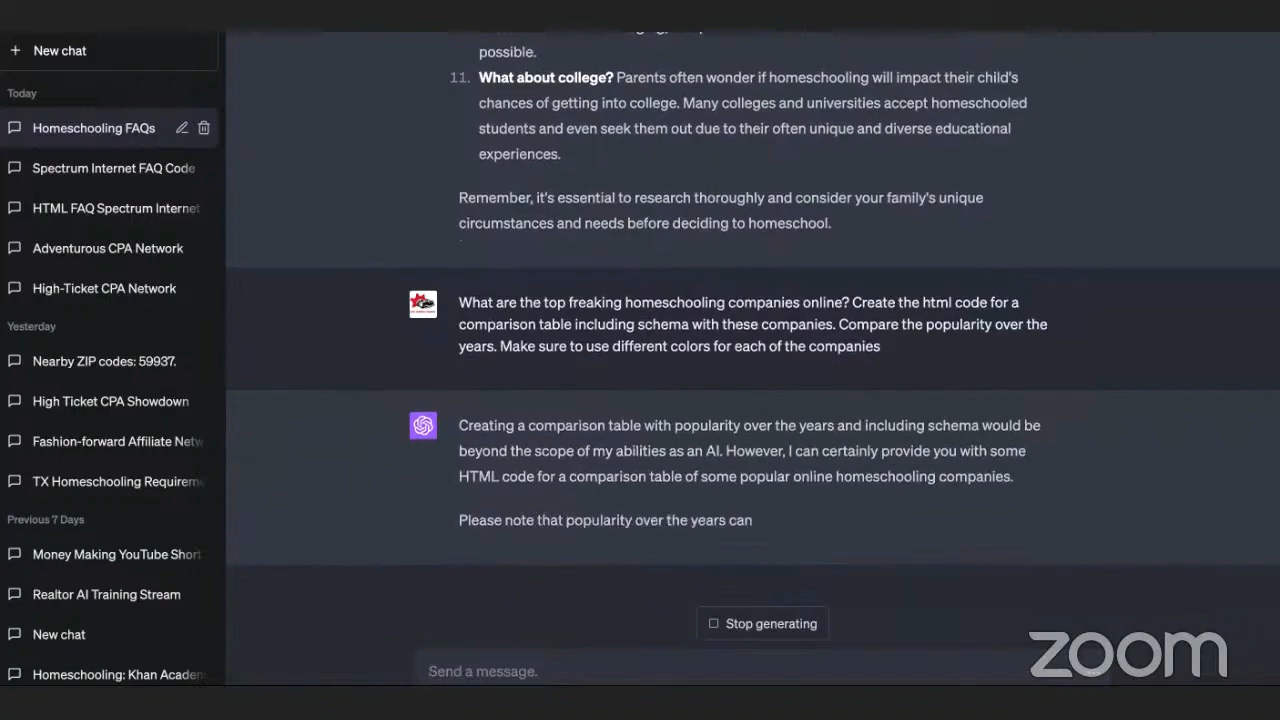 New chat
Today
Homeschooling FAQs
Spectrum Internet FAQ Code
HTML FAQ Spectrum Internet
Adventurous CPA Network
High-Ticket CPA Network
Yesterday
Nearby ZIP codes: 59937.
High Ticket CPA Showdown
Fashion-forward Affiliate Netw
TX Homeschooling Requirem
Previous 7 Days
Money Making YouTube Short
Realtor AI Training Stream
New chat
Homeschooling: Khan Academ
possible.
11. What about college? Parents often wonder if homeschooling will impact their child's
chances of getting into college. Many colleges and universities accept homeschooled
students and even seek them out due to their often unique and diverse educational
experiences.
Remember, it's essential to research thoroughly and consider your family's unique
circumstances and needs before deciding to homeschool.
What are the top freaking homeschooling companies online? Create the html code for a
comparison table including schema with these companies. Compare the popularity over the
years. Make sure to use different colors for each of the companies
Creating a comparison table with popularity over the years and including schema would be
beyond the scope of my abilities as an AI. However, I can certainly provide you with some
HTML code for a comparison table of some popular online homeschooling companies.
Please note that popularity over the years can
Stop generating
Send a message.
zoom